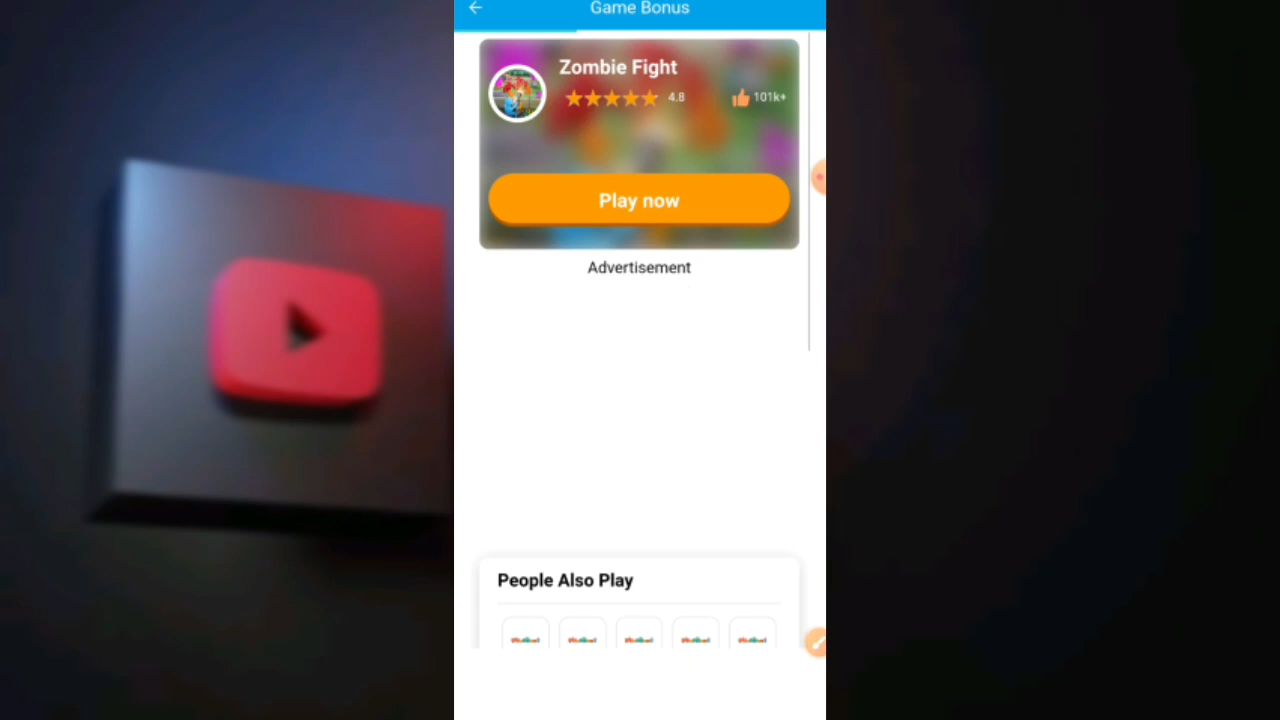 Game Bonus
Zombie Fight
4.8
101k+
Play now
Advertisement
People Also Play